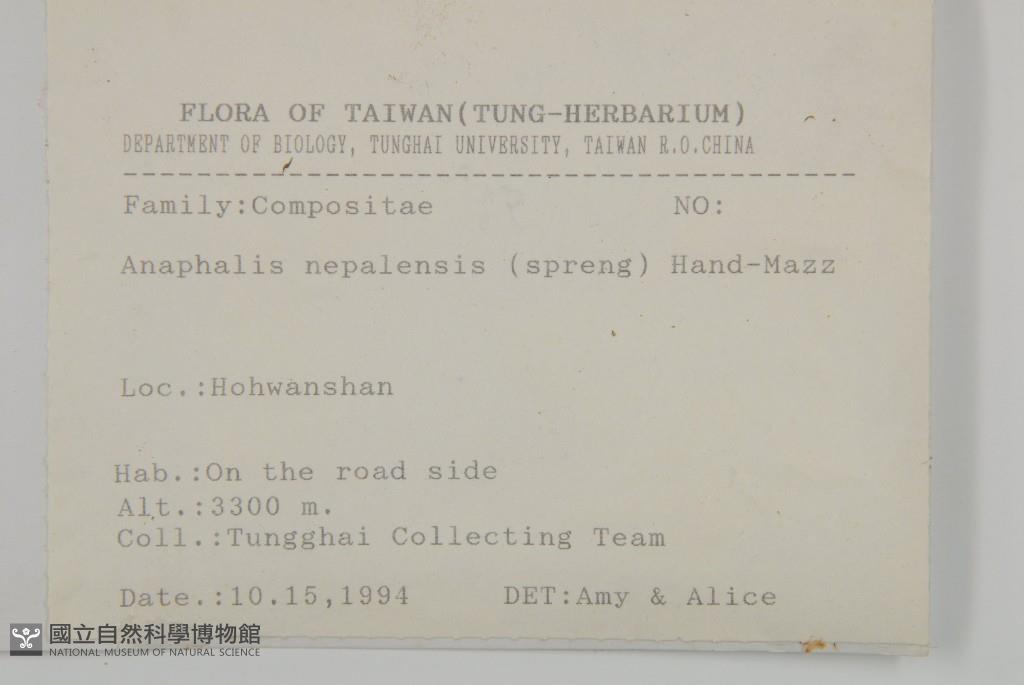 FLORA OF TAIWAN(TUNG-HERBARIUM)
DEPARTMENT OF BIOLOGY, TUNGHAI UNIVERSITY, TAIWAN R.O.CHINA
Family:Compositae NO:
Anaphalis nepalensis (spreng) Hand-Mazz
Loc.:Hohwanshan
Hab.:On the road side
Alt.:3300 m.
Coll.:Tungghai Collecting Team
Date.:10.15,1994 DET:Amy & Alice
國立自然科學博物館
NATIONAL MUSEUM OF NATURAL SCIENCE